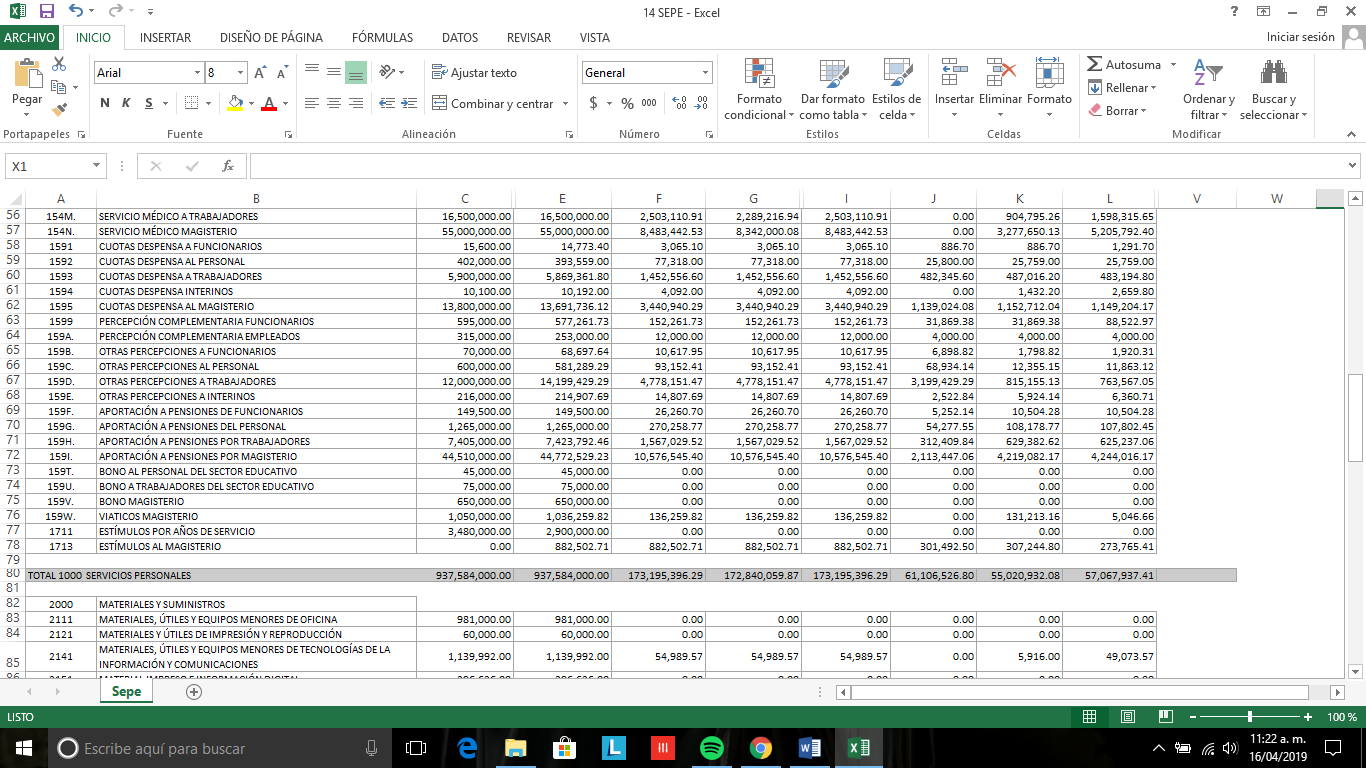 14 SEPE - Excel
ARCHIVO INICIO INSERTAR DISEÑO DE PÁGINA FÓRMULAS DATOS REVISAR VISTA Iniciar sesión
Arial 8 Ajustar texto General Autosuma
Pegar N K S Combinar y centrar $ % 000 Formato condicional Dar formato como tabla Estilos de celda Insertar Eliminar Formato Rellenar Borrar Ordenar y filtrar Buscar y seleccionar
Portapapeles Fuente Alineación Número Estilos Celdas Modificar
X1 fx
A B C E F G I J K L V W
56 154M. SERVICIO MÉDICO A TRABAJADORES 16,500,000.00 16,500,000.00 2,503,110.91 2,289,216.94 2,503,110.91 0.00 904,795.26 1,598,315.65
57 154N. SERVICIO MÉDICO MAGISTERIO 55,000,000.00 55,000,000.00 8,483,442.53 8,342,000.08 8,483,442.53 0.00 3,277,650.13 5,205,792.40
58 1591 CUOTAS DESPENSA A FUNCIONARIOS 15,600.00 14,773.40 3,065.10 3,065.10 3,065.10 886.70 886.70 1,291.70
59 1592 CUOTAS DESPENSA AL PERSONAL 402,000.00 393,559.00 77,318.00 77,318.00 77,318.00 25,800.00 25,759.00 25,759.00
60 1593 CUOTAS DESPENSA A TRABAJADORES 5,900,000.00 5,869,361.80 1,452,556.60 1,452,556.60 1,452,556.60 482,345.60 487,016.20 483,194.80
61 1594 CUOTAS DESPENSA INTERINOS 10,100.00 10,192.00 4,092.00 4,092.00 4,092.00 0.00 1,432.20 2,659.80
62 1595 CUOTAS DESPENSA AL MAGISTERIO 13,800,000.00 13,691,736.12 3,440,940.29 3,440,940.29 3,440,940.29 1,139,024.08 1,152,712.04 1,149,204.17
63 1599 PERCEPCIÓN COMPLEMENTARIA FUNCIONARIOS 595,000.00 577,261.73 152,261.73 152,261.73 152,261.73 31,869.38 31,869.38 88,522.97
64 159A. PERCEPCIÓN COMPLEMENTARIA EMPLEADOS 315,000.00 253,000.00 12,000.00 12,000.00 12,000.00 4,000.00 4,000.00 4,000.00
65 159B. OTRAS PERCEPCIONES A FUNCIONARIOS 70,000.00 68,697.64 10,617.95 10,617.95 10,617.95 6,898.82 1,798.82 1,920.31
66 159C. OTRAS PERCEPCIONES AL PERSONAL 600,000.00 581,289.29 93,152.41 93,152.41 93,152.41 68,934.14 12,355.15 11,863.12
67 159D. OTRAS PERCEPCIONES A TRABAJADORES 12,000,000.00 14,199,429.29 4,778,151.47 4,778,151.47 4,778,151.47 3,199,429.29 815,155.13 763,567.05
68 159E. OTRAS PERCEPCIONES A INTERINOS 216,000.00 214,907.69 14,807.69 14,807.69 14,807.69 2,522.84 5,924.14 6,360.71
69 159F. APORTACIÓN A PENSIONES DE FUNCIONARIOS 149,500.00 149,500.00 26,260.70 26,260.70 26,260.70 5,252.14 10,504.28 10,504.28
70 159G. APORTACIÓN A PENSIONES DEL PERSONAL 1,265,000.00 1,265,000.00 270,258.77 270,258.77 270,258.77 54,277.55 108,178.77 107,802.45
71 159H. APORTACIÓN A PENSIONES POR TRABAJADORES 7,405,000.00 7,423,792.46 1,567,029.52 1,567,029.52 1,567,029.52 312,409.84 629,382.62 625,237.06
72 159I. APORTACIÓN A PENSIONES POR MAGISTERIO 44,510,000.00 44,772,529.23 10,576,545.40 10,576,545.40 10,576,545.40 2,113,447.06 4,219,082.17 4,244,016.17
73 159T. BONO AL PERSONAL DEL SECTOR EDUCATIVO 45,000.00 45,000.00 0.00 0.00 0.00 0.00 0.00 0.00
74 159U. BONO A TRABAJADORES DEL SECTOR EDUCATIVO 75,000.00 75,000.00 0.00 0.00 0.00 0.00 0.00 0.00
75 159V. BONO MAGISTERIO 650,000.00 650,000.00 0.00 0.00 0.00 0.00 0.00 0.00
76 159W. VIATICOS MAGISTERIO 1,050,000.00 1,036,259.82 136,259.82 136,259.82 136,259.82 0.00 131,213.16 5,046.66
77 1711 ESTÍMULOS POR AÑOS DE SERVICIO 3,480,000.00 2,900,000.00 0.00 0.00 0.00 0.00 0.00 0.00
78 1713 ESTÍMULOS AL MAGISTERIO 0.00 882,502.71 882,502.71 882,502.71 882,502.71 301,492.50 307,244.80 273,765.41
79
80 TOTAL 1000 SERVICIOS PERSONALES 937,584,000.00 937,584,000.00 173,195,396.29 172,840,059.87 173,195,396.29 61,106,526.80 55,020,932.08 57,067,937.41
81
82 2000 MATERIALES Y SUMINISTROS
83 2111 MATERIALES, ÚTILES Y EQUIPOS MENORES DE OFICINA 981,000.00 981,000.00 0.00 0.00 0.00 0.00 0.00 0.00
84 2121 MATERIALES Y ÚTILES DE IMPRESIÓN Y REPRODUCCIÓN 60,000.00 60,000.00 0.00 0.00 0.00 0.00 0.00 0.00
85 2141 MATERIALES, ÚTILES Y EQUIPOS MENORES DE TECNOLOGÍAS DE LA 1,139,992.00 1,139,992.00 54,989.57 54,989.57 54,989.57 0.00 5,916.00 49,073.57
INFORMACIÓN Y COMUNICACIONES
Sepe
LISTO 100 %
Escribe aquí para buscar 11:22 a. m.
16/04/2019